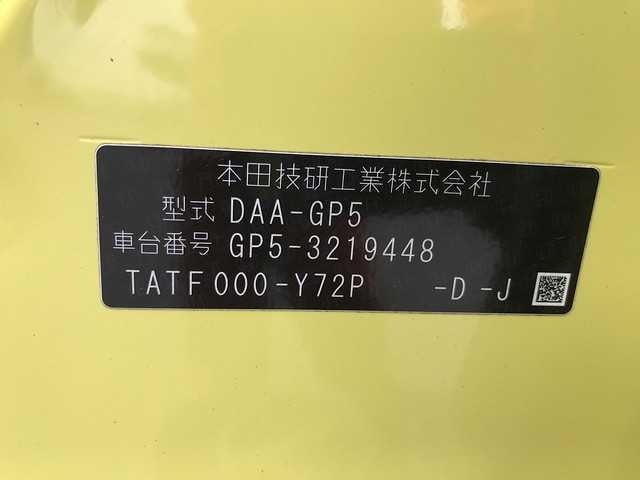 本田技研工業株式会社
型式 DAA-GP5
車台番号 GP5-3219448
TATF000-Y72P -D -J